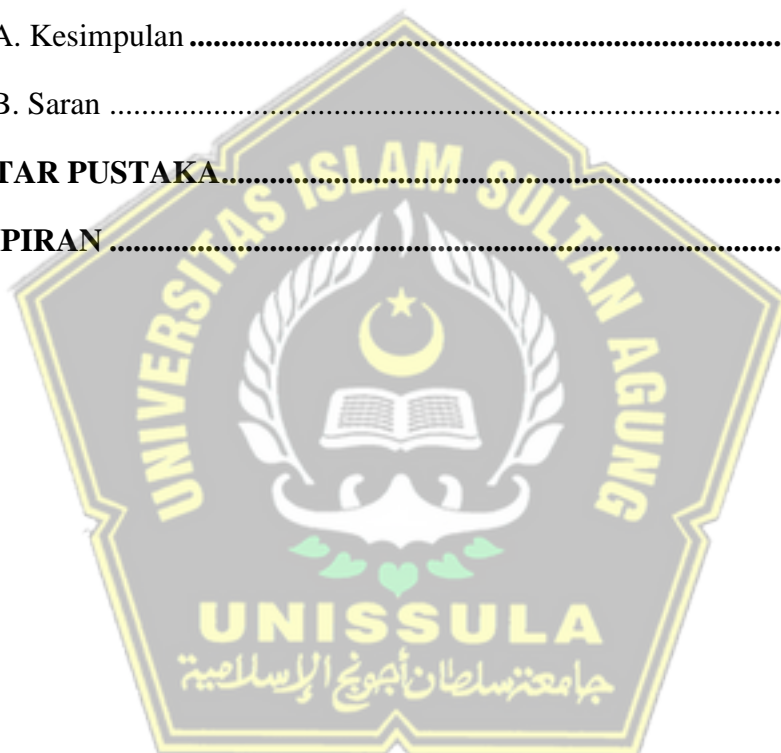 A. Kesimpulan ................................................................................
B. Saran ................................................................................
TAR PUSTAKA................................................................................
PIRAN ................................................................................
UNIVERSITAS ISLAM SULTAN AGUNG
UNISSULA
جامعة سلطان أجونج الإسلامية